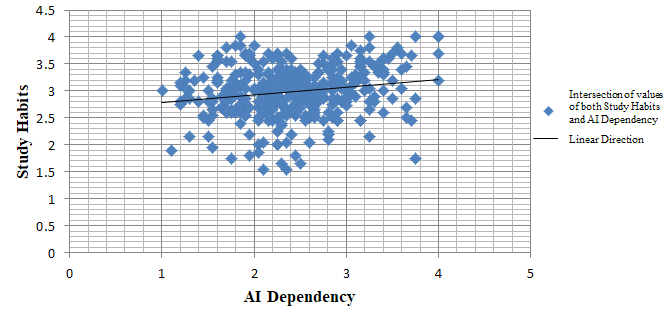 4.5
4
3.5
3
2.5
2
1.5
1
0.5
0
0 1 2 3 4 5
Study Habits
AI Dependency
Intersection of values
of both Study Habits
and AI Dependency
Linear Direction